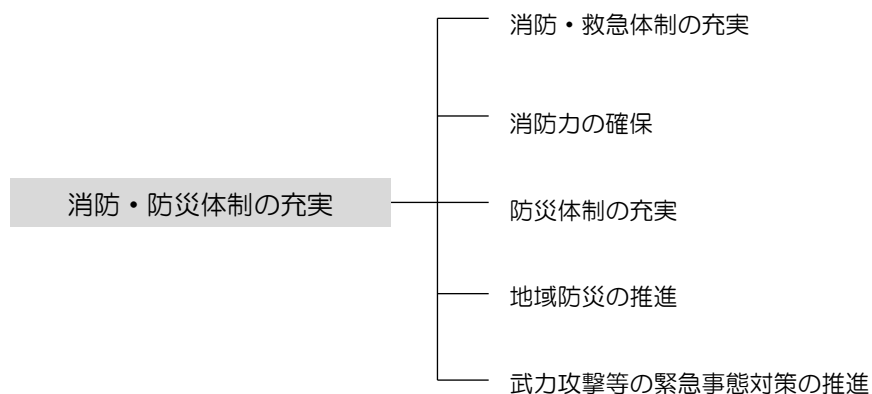 消防・防災体制の充実
消防・救急体制の充実
消防力の確保
防災体制の充実
地域防災の推進
武力攻撃等の緊急事態対策の推進